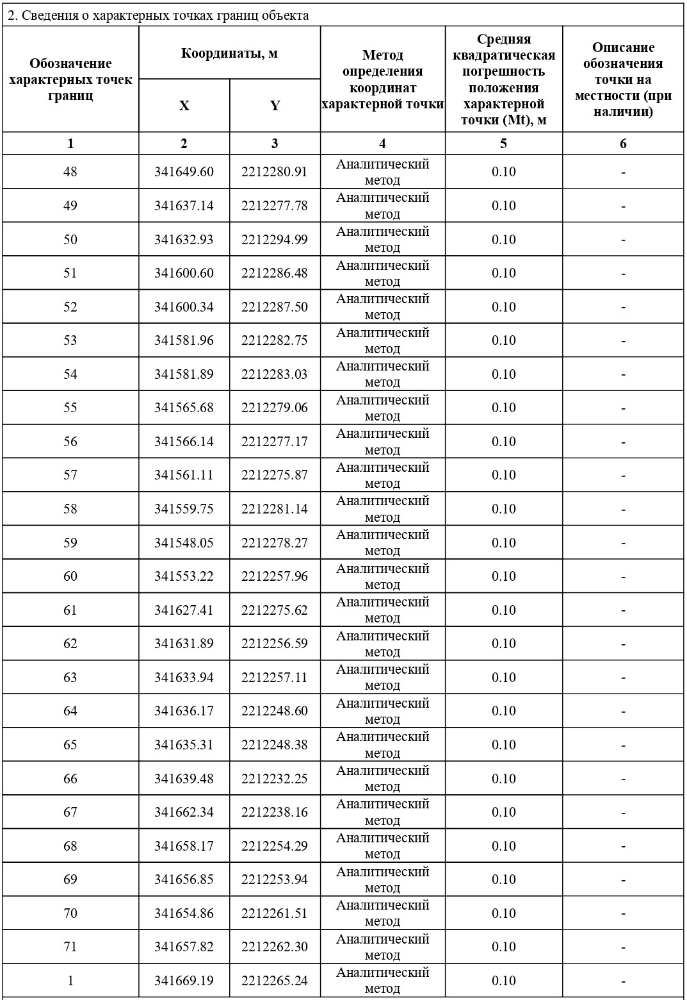 2. Сведения о характерных точках границ объекта
Обозначение характерных точек границ | Координаты, м | Метод определения координат характерной точки | Средняя квадратическая погрешность положения характерной точки (Mt), м | Описание обозначения точки на местности (при наличии)
X | Y
1 | 2 | 3 | 4 | 5 | 6
48 | 341649.60 | 2212280.91 | Аналитический метод | 0.10 | -
49 | 341637.14 | 2212277.78 | Аналитический метод | 0.10 | -
50 | 341632.93 | 2212294.99 | Аналитический метод | 0.10 | -
51 | 341600.60 | 2212286.48 | Аналитический метод | 0.10 | -
52 | 341600.34 | 2212287.50 | Аналитический метод | 0.10 | -
53 | 341581.96 | 2212282.75 | Аналитический метод | 0.10 | -
54 | 341581.89 | 2212283.03 | Аналитический метод | 0.10 | -
55 | 341565.68 | 2212279.06 | Аналитический метод | 0.10 | -
56 | 341566.14 | 2212277.17 | Аналитический метод | 0.10 | -
57 | 341561.11 | 2212275.87 | Аналитический метод | 0.10 | -
58 | 341559.75 | 2212281.14 | Аналитический метод | 0.10 | -
59 | 341548.05 | 2212278.27 | Аналитический метод | 0.10 | -
60 | 341553.22 | 2212257.96 | Аналитический метод | 0.10 | -
61 | 341627.41 | 2212275.62 | Аналитический метод | 0.10 | -
62 | 341631.89 | 2212256.59 | Аналитический метод | 0.10 | -
63 | 341633.94 | 2212257.11 | Аналитический метод | 0.10 | -
64 | 341636.17 | 2212248.60 | Аналитический метод | 0.10 | -
65 | 341635.31 | 2212248.38 | Аналитический метод | 0.10 | -
66 | 341639.48 | 2212232.25 | Аналитический метод | 0.10 | -
67 | 341662.34 | 2212238.16 | Аналитический метод | 0.10 | -
68 | 341658.17 | 2212254.29 | Аналитический метод | 0.10 | -
69 | 341656.85 | 2212253.94 | Аналитический метод | 0.10 | -
70 | 341654.86 | 2212261.51 | Аналитический метод | 0.10 | -
71 | 341657.82 | 2212262.30 | Аналитический метод | 0.10 | -
1 | 341669.19 | 2212265.24 | Аналитический метод | 0.10 | -